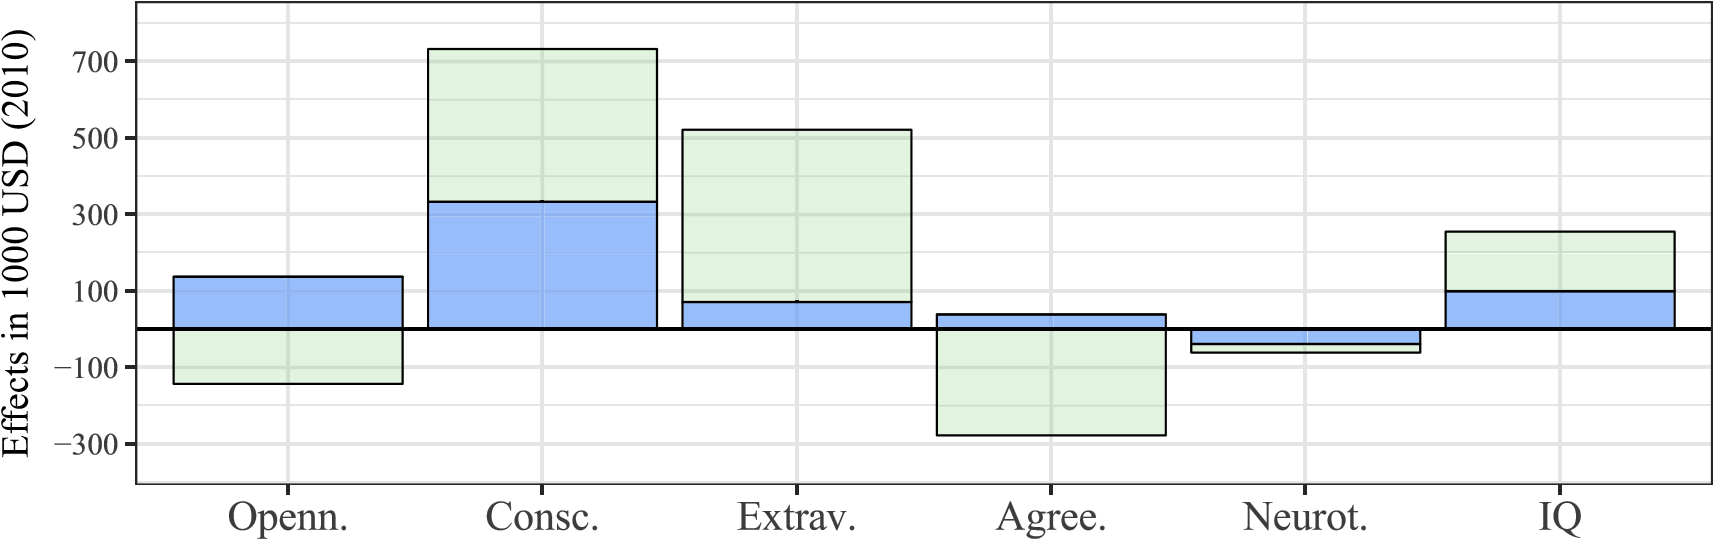 Effects in 1000 USD (2010)
700
500
300
100
−100
−300
Openn.
Consc.
Extrav.
Agree.
Neurot.
IQ